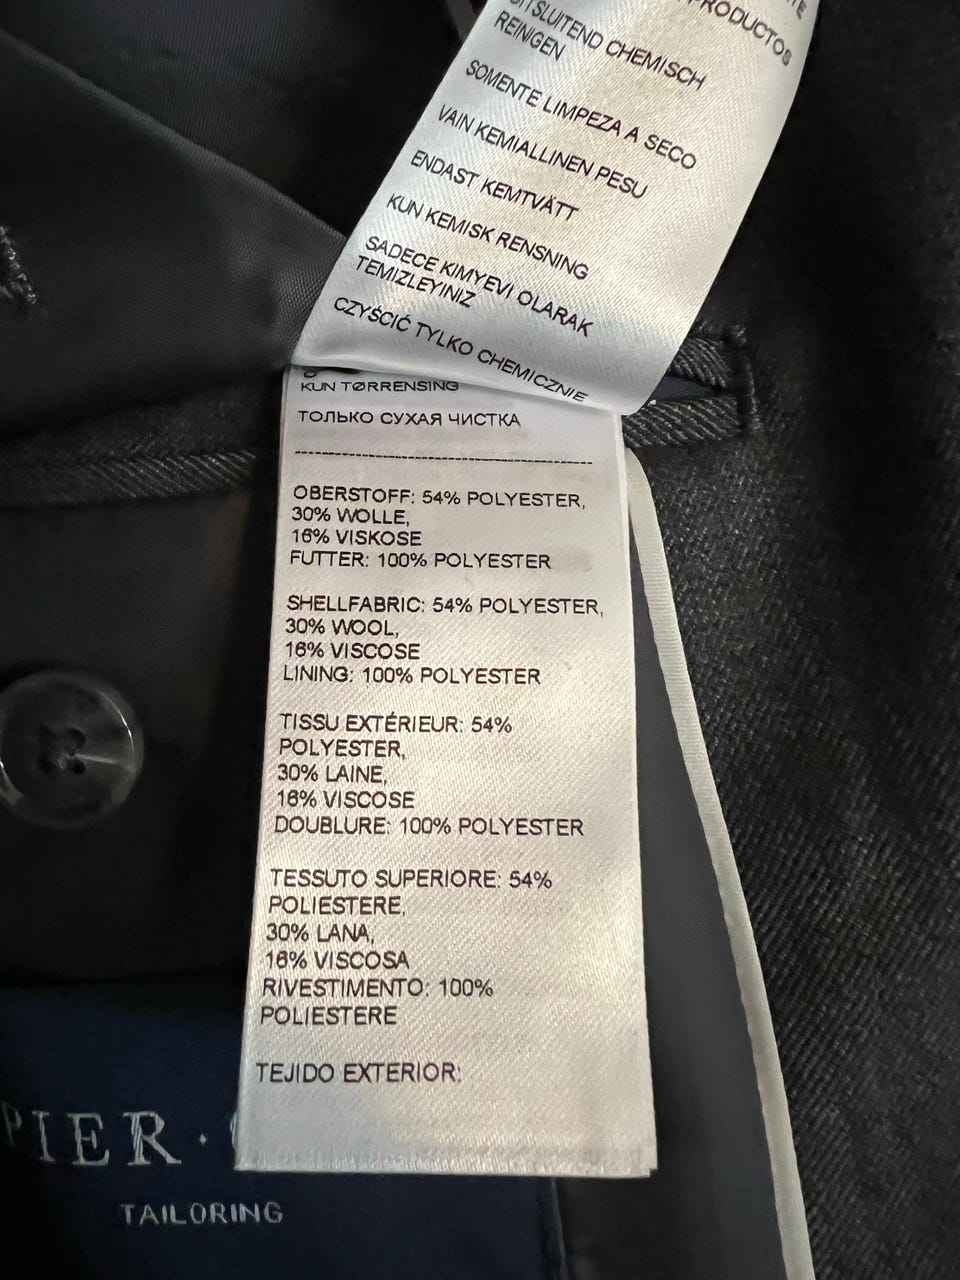 PRODUCTOS
SLUITEND CHEMISCH
REINIGEN
SOMENTE LIMPEZA A SECO
VAIN KEMIALLINEN PESU
ENDAST KEMTVÄTT
KUN KEMISK RENSNING
SADECE KIMYEVI OLARAK
TEMIZLEYINIZ
CZYŚCIĆ TYLKO CHEMICZNIE
KUN TØRRENSING
ТОЛЬКО СУХАЯ ЧИСТКА
OBERSTOFF: 54% POLYESTER,
30% WOLLE,
16% VISKOSE
FUTTER: 100% POLYESTER
SHELLFABRIC: 54% POLYESTER,
30% WOOL,
16% VISCOSE
LINING: 100% POLYESTER
TISSU EXTÉRIEUR: 54%
POLYESTER,
30% LAINE,
16% VISCOSE
DOUBLURE: 100% POLYESTER
TESSUTO SUPERIORE: 54%
POLIESTERE,
30% LANA,
16% VISCOSA
RIVESTIMENTO: 100%
POLIESTERE
TEJIDO EXTERIOR:
PIER ·
TAILORING